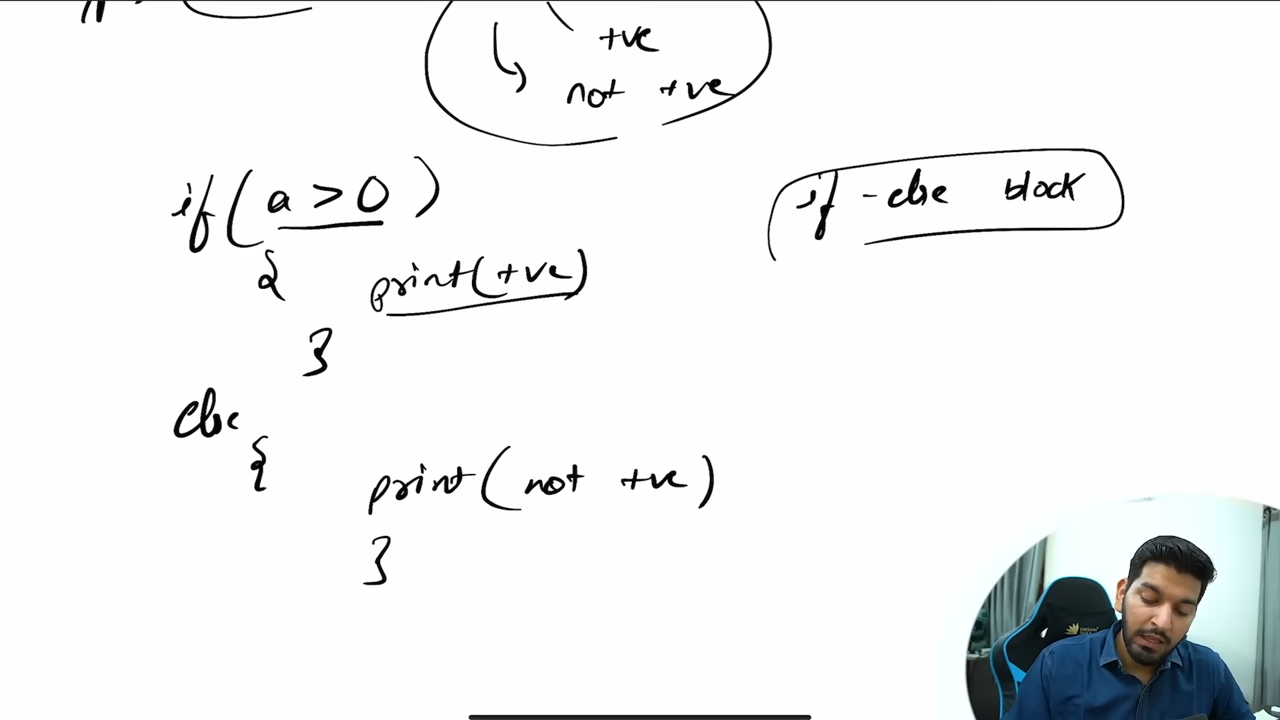 +ve
not +ve
if(a > 0)
if-else block
{
print(+ve)
}
else
{
print(not +ve)
}